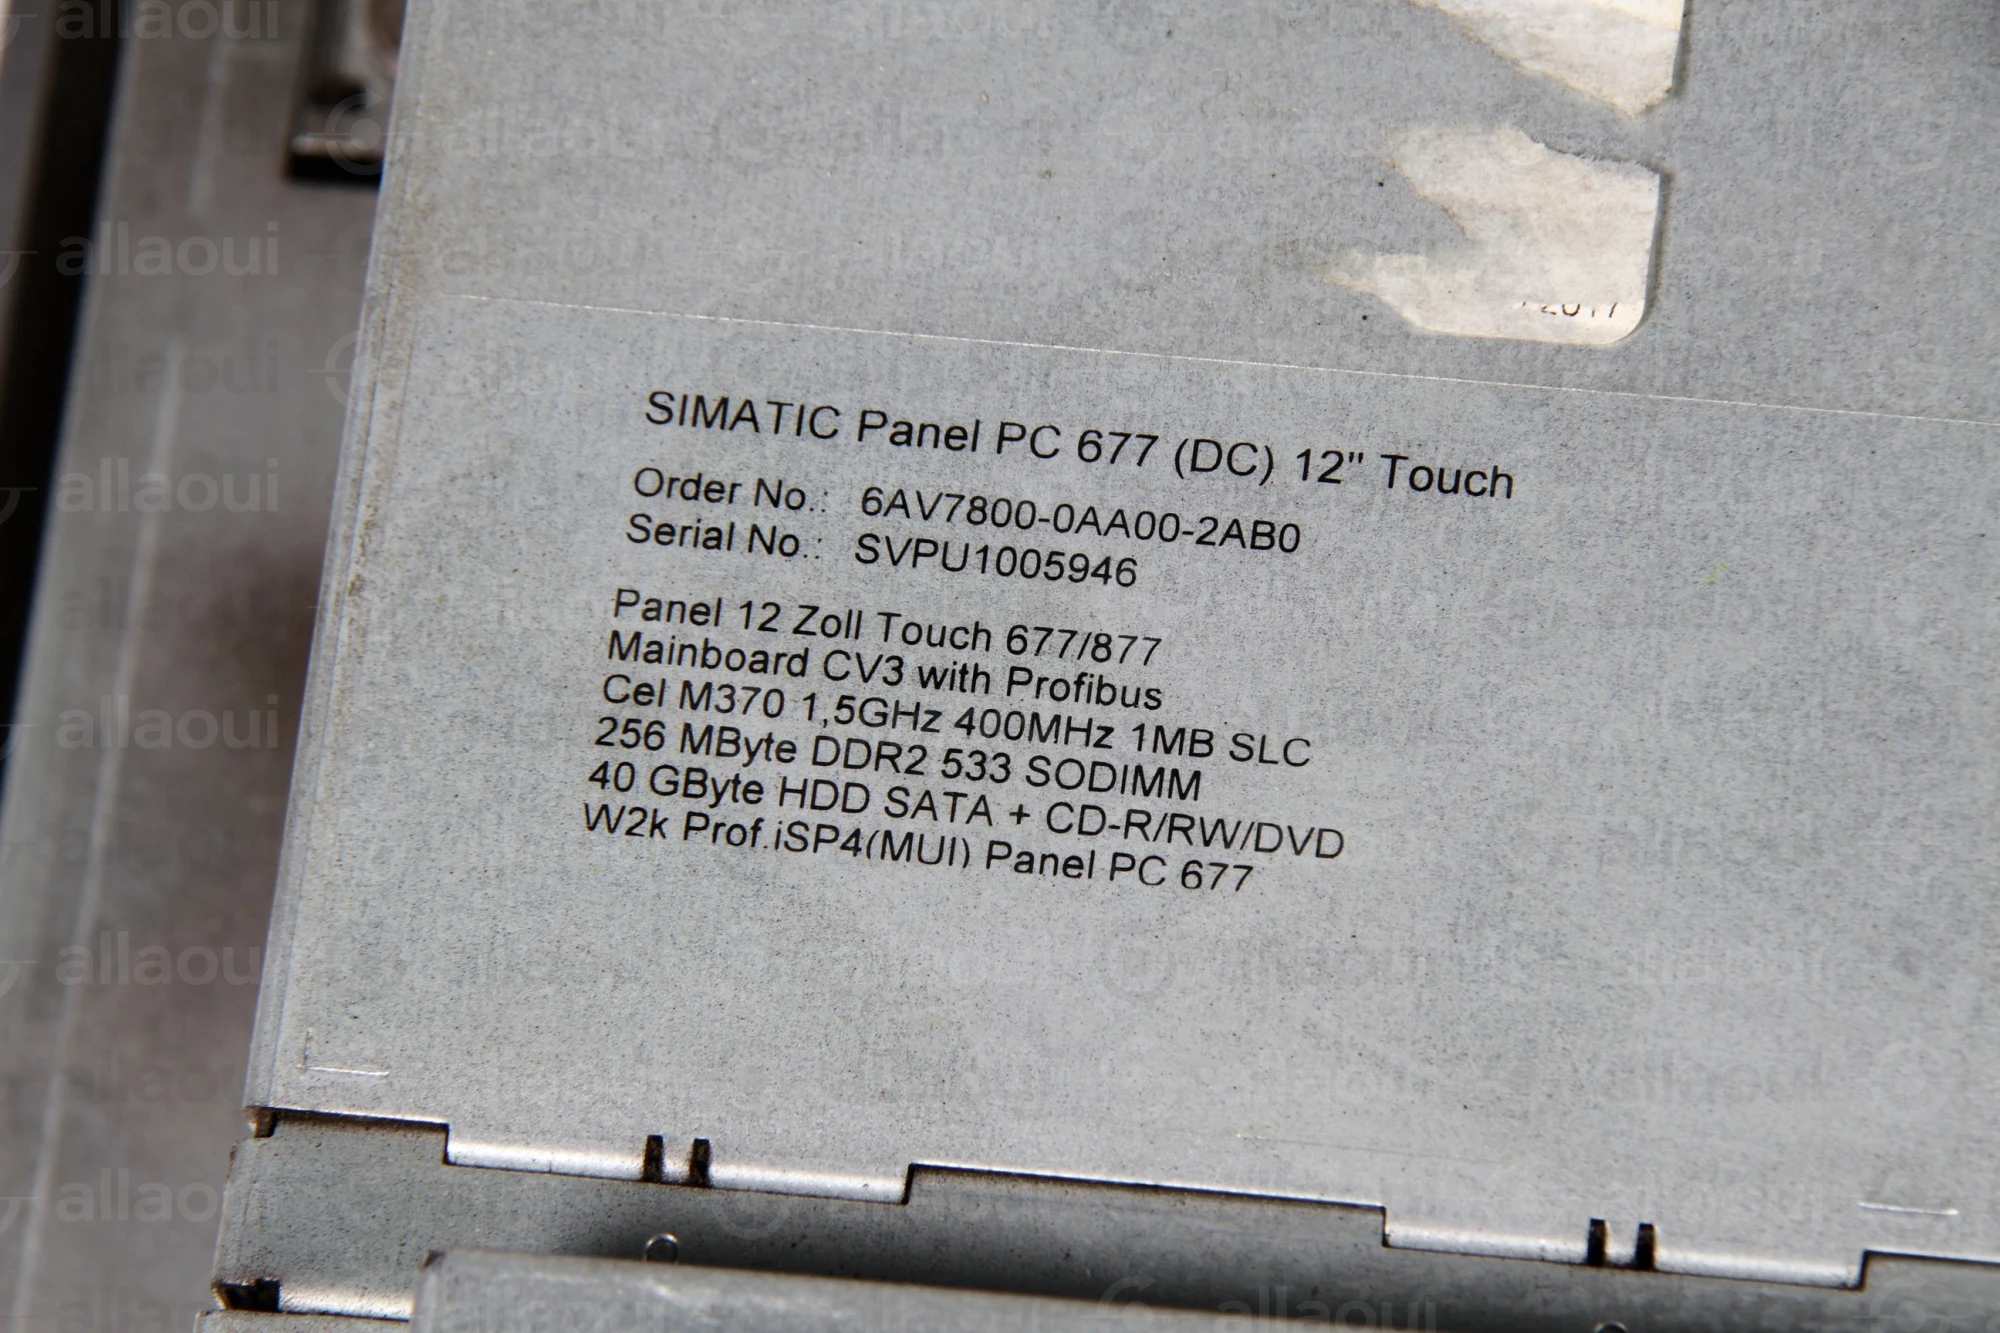 SIMATIC Panel PC 677 (DC) 12" Touch
Order No.: 6AV7800-0AA00-2AB0
Serial No.: SVPU1005946
Panel 12 Zoll Touch 677/877
Mainboard CV3 with Profibus
Cel M370 1,5GHz 400MHz 1MB SLC
256 MByte DDR2 533 SODIMM
40 GByte HDD SATA + CD-R/RW/DVD
W2k Prof.iSP4(MUI) Panel PC 677
allaoui